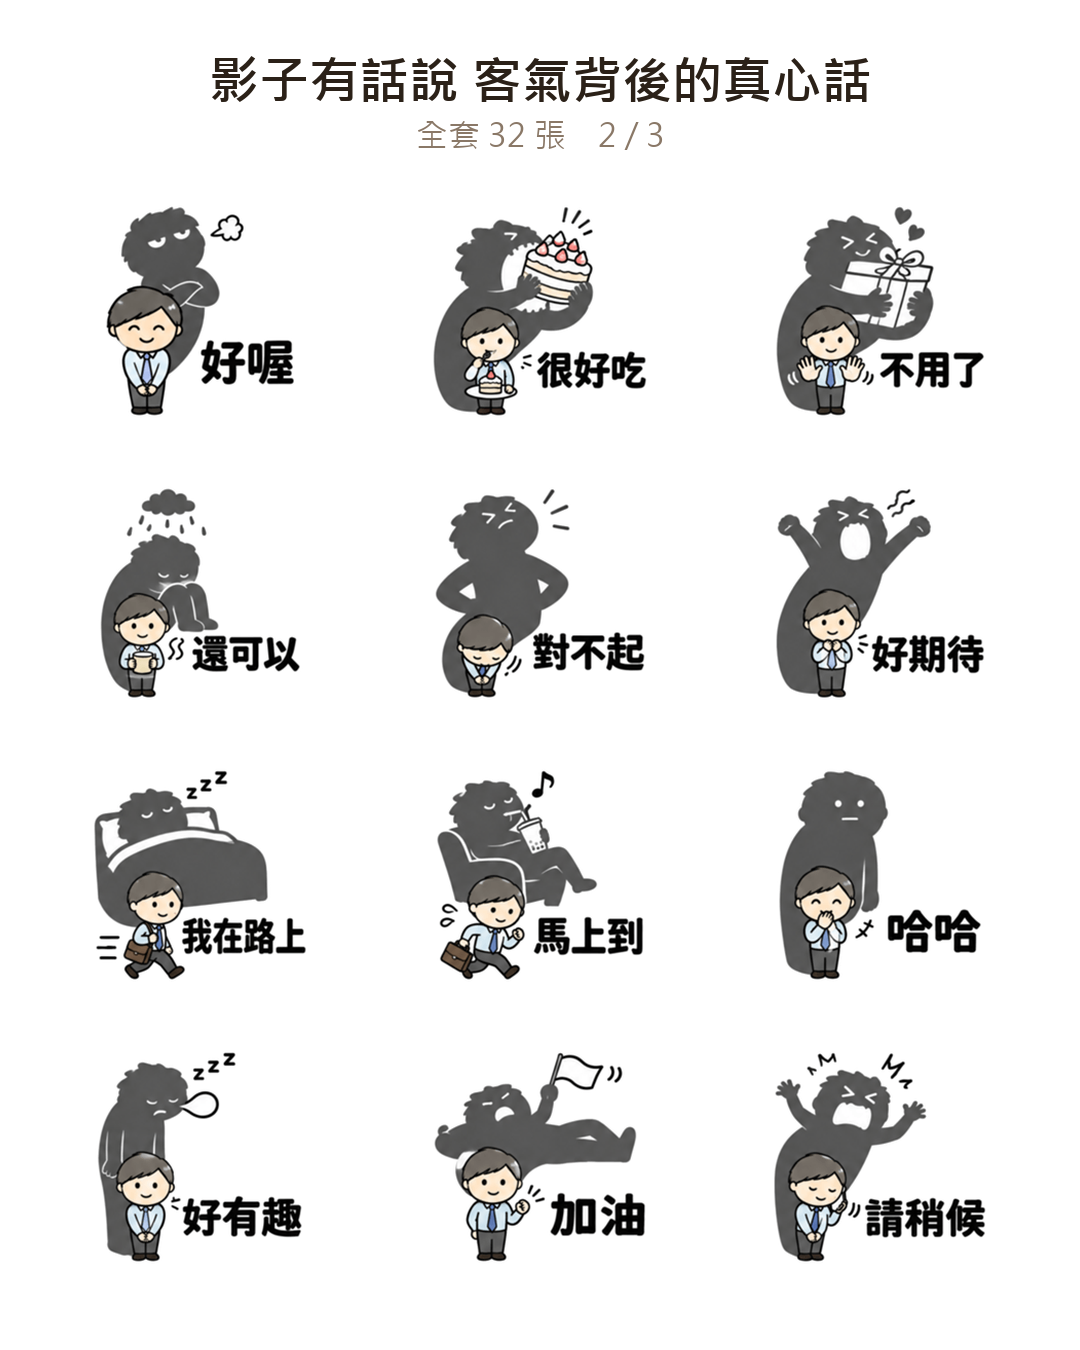 影子有話說 客氣背後的真心話
全套 32 張　2 / 3
好喔
很好吃
不用了
還可以
對不起
好期待
z z z
我在路上
馬上到
哈哈
z z z
好有趣
加油
請稍候